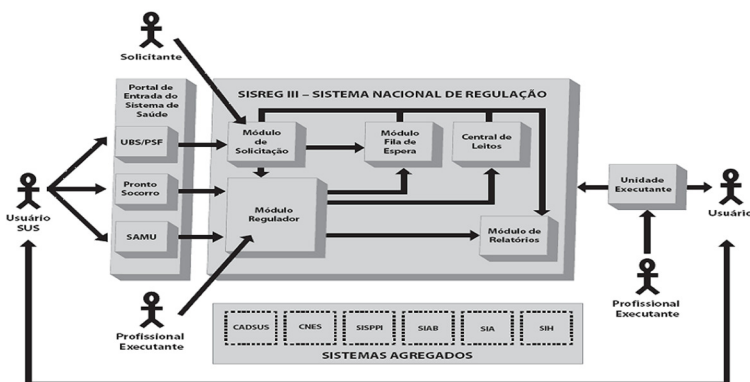 Solicitante
Portal de
Entrada do
Sistema de
Saúde
UBS/PSF
Pronto
Socorro
SAMU
Usuário
SUS
SISREG III – SISTEMA NACIONAL DE REGULAÇÃO
Módulo
de
Solicitação
Módulo
Fila de
Espera
Central de
Leitos
Módulo
Regulador
Módulo de
Relatórios
Unidade
Executante
Usuário
Profissional
Executante
Profissional
Executante
CADSUS
CNES
SISPPI
SIAB
SIA
SIH
SISTEMAS AGREGADOS